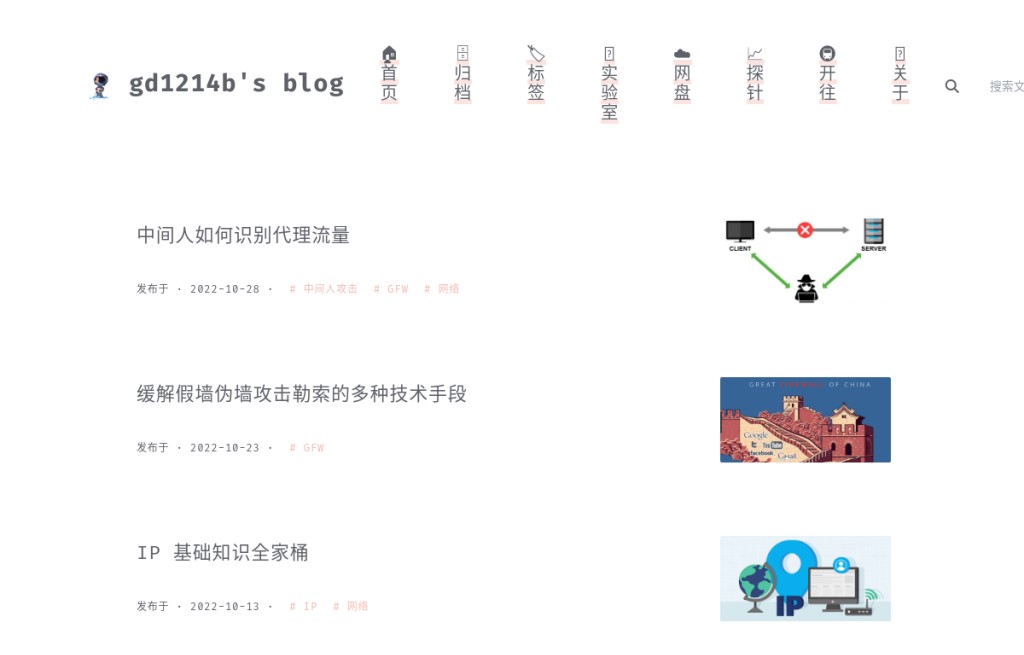 gd1214b's blog
首页
归档
标签
实验室
网盘
探针
开往
关于
搜索文
中间人如何识别代理流量
发布于 · 2022-10-28 · # 中间人攻击 # GFW # 网络
CLIENT
SERVER
缓解假墙伪墙攻击勒索的多种技术手段
发布于 · 2022-10-23 · # GFW
GREAT FIREWALL OF CHINA
Google
YouTube
facebook
Gmail
IP 基础知识全家桶
发布于 · 2022-10-13 · # IP # 网络
IP